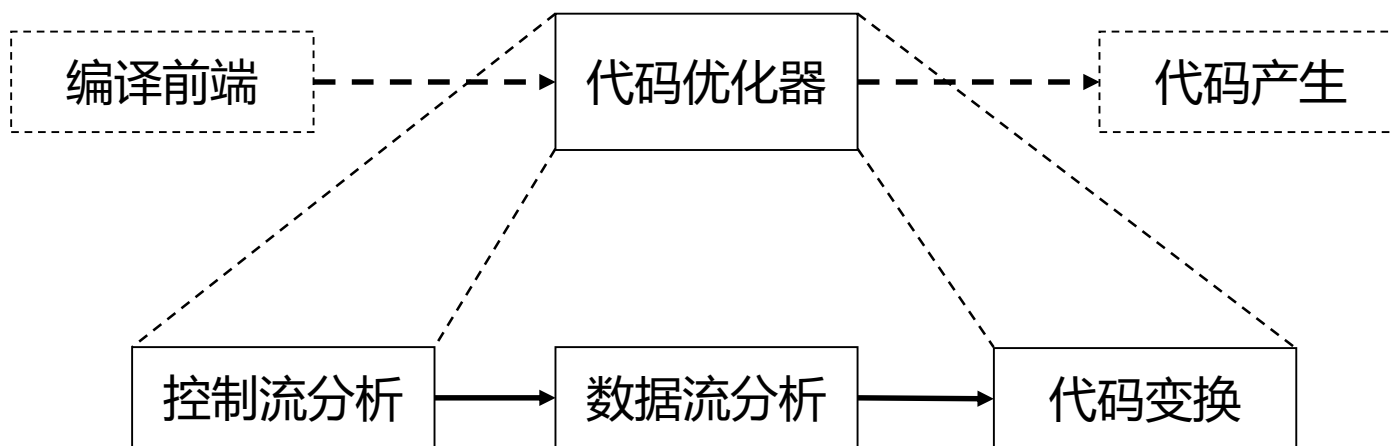 编译前端
代码优化器
代码产生
控制流分析
数据流分析
代码变换